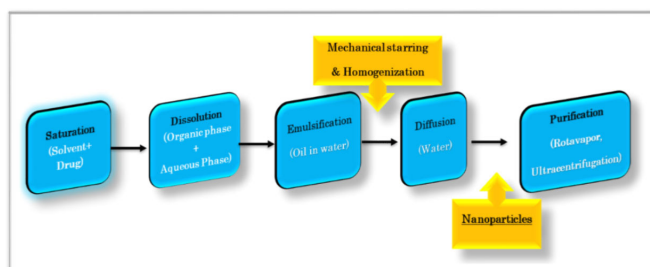 Mechanical starring
& Homogenization
Saturation
(Solvent+
Drug)
Dissolution
(Organic phase
+
Aqueous Phase)
Emulsification
(Oil in water)
Diffusion
(Water)
Purification
(Rotavapor,
Ultracentrifugation)
Nanoparticles